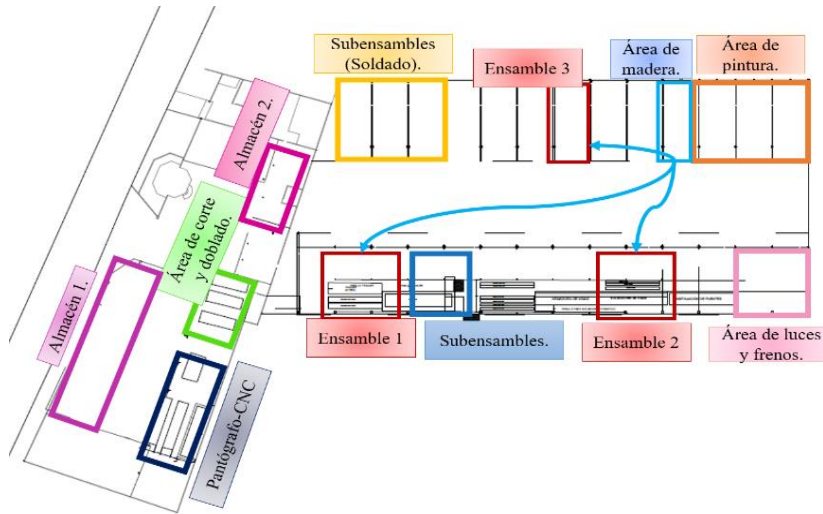 Subensambles
(Soldado).
Ensamble 3
Área de
madera.
Área de
pintura.
Almacén 2.
Área de corte
y doblado.
Almacén 1.
Pantógrafo-CNC
Ensamble 1
Subensambles.
Ensamble 2
Área de luces
y frenos.